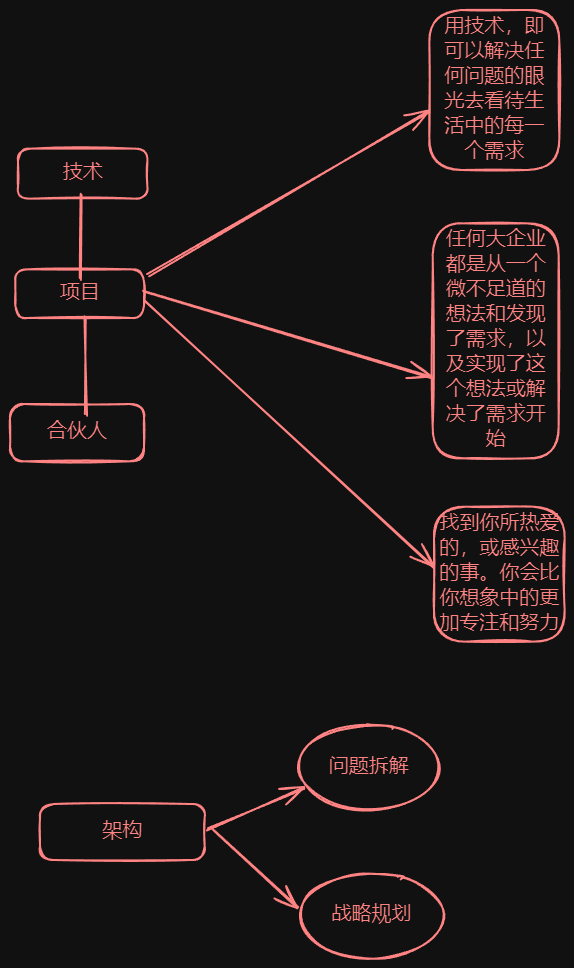 用技术，即
可以解决任
何问题的眼
光去看待生
活中的每一
个需求
技术
项目
任何大企业
都是从一个
微不足道的
想法和发现
了需求，以
及实现了这
个想法或解
决了需求开
始
合伙人
找到你所热爱
的，或感兴趣
的事。你会比
你想象中的更
加专注和努力
问题拆解
架构
战略规划